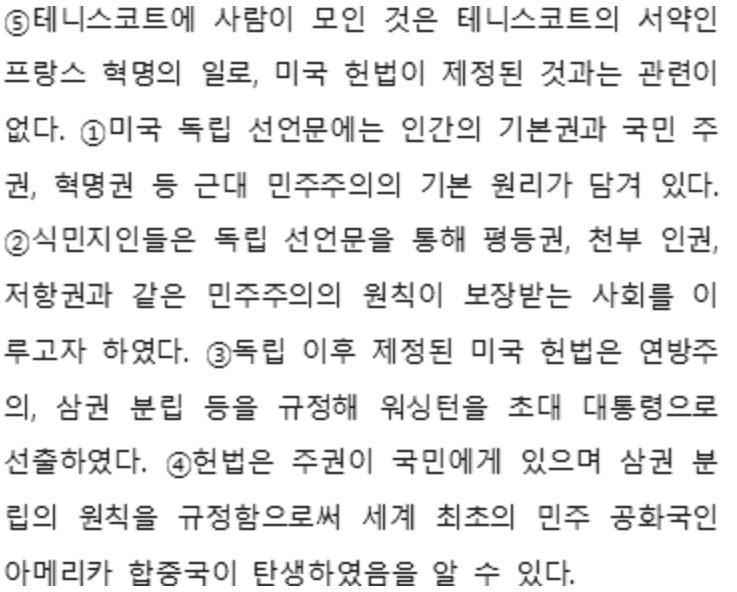 ⑤테니스코트에 사람이 모인 것은 테니스코트의 서약인
프랑스 혁명의 일로, 미국 헌법이 제정된 것과는 관련이
없다. ①미국 독립 선언문에는 인간의 기본권과 국민 주
권, 혁명권 등 근대 민주주의의 기본 원리가 담겨 있다.
②식민지인들은 독립 선언문을 통해 평등권, 천부 인권,
저항권과 같은 민주주의의 원칙이 보장받는 사회를 이
루고자 하였다. ③독립 이후 제정된 미국 헌법은 연방주
의, 삼권 분립 등을 규정해 워싱턴을 초대 대통령으로
선출하였다. ④헌법은 주권이 국민에게 있으며 삼권 분
립의 원칙을 규정함으로써 세계 최초의 민주 공화국인
아메리카 합중국이 탄생하였음을 알 수 있다.